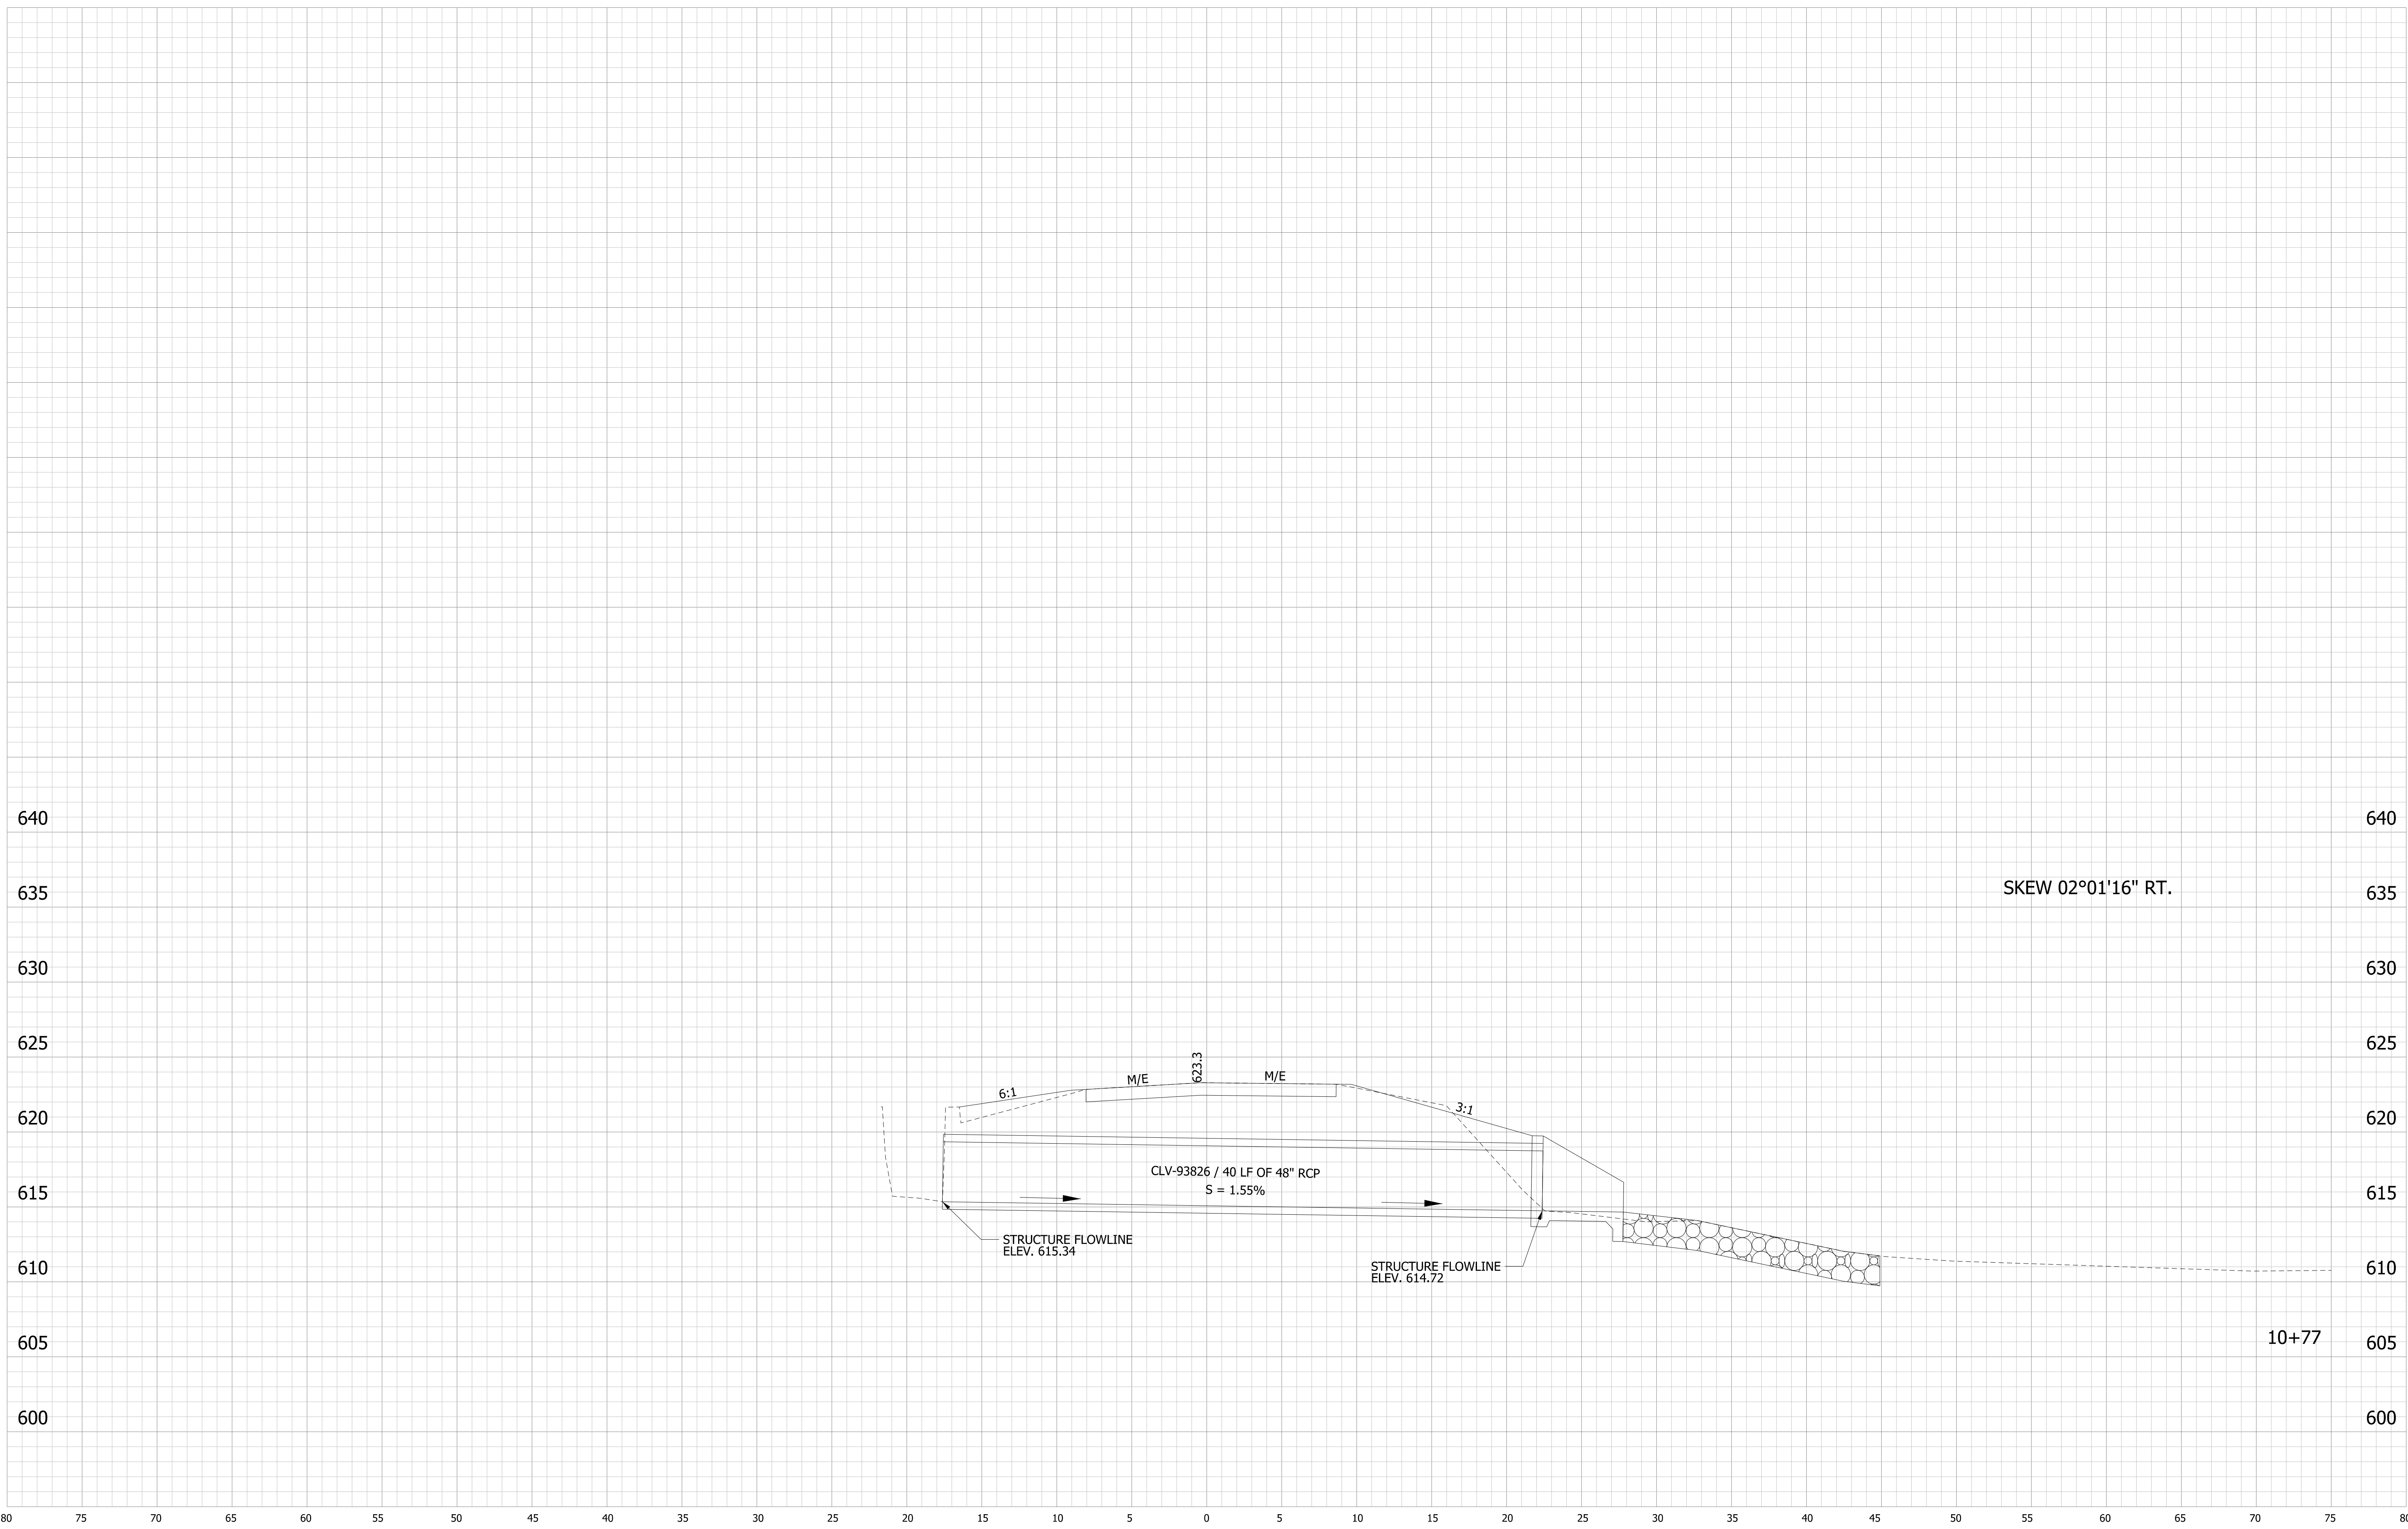 640 640
SKEW 02°01'16" RT.
635 635
630 630
625 625
623.3
M/E M/E
6:1
3:1
620 620
CLV-93826 / 40 LF OF 48" RCP
S = 1.55%
615 615
STRUCTURE FLOWLINE
ELEV. 615.34
STRUCTURE FLOWLINE
ELEV. 614.72
610 610
10+77
605 605
600 600
80 75 70 65 60 55 50 45 40 35 30 25 20 15 10 5 0 5 10 15 20 25 30 35 40 45 50 55 60 65 70 75